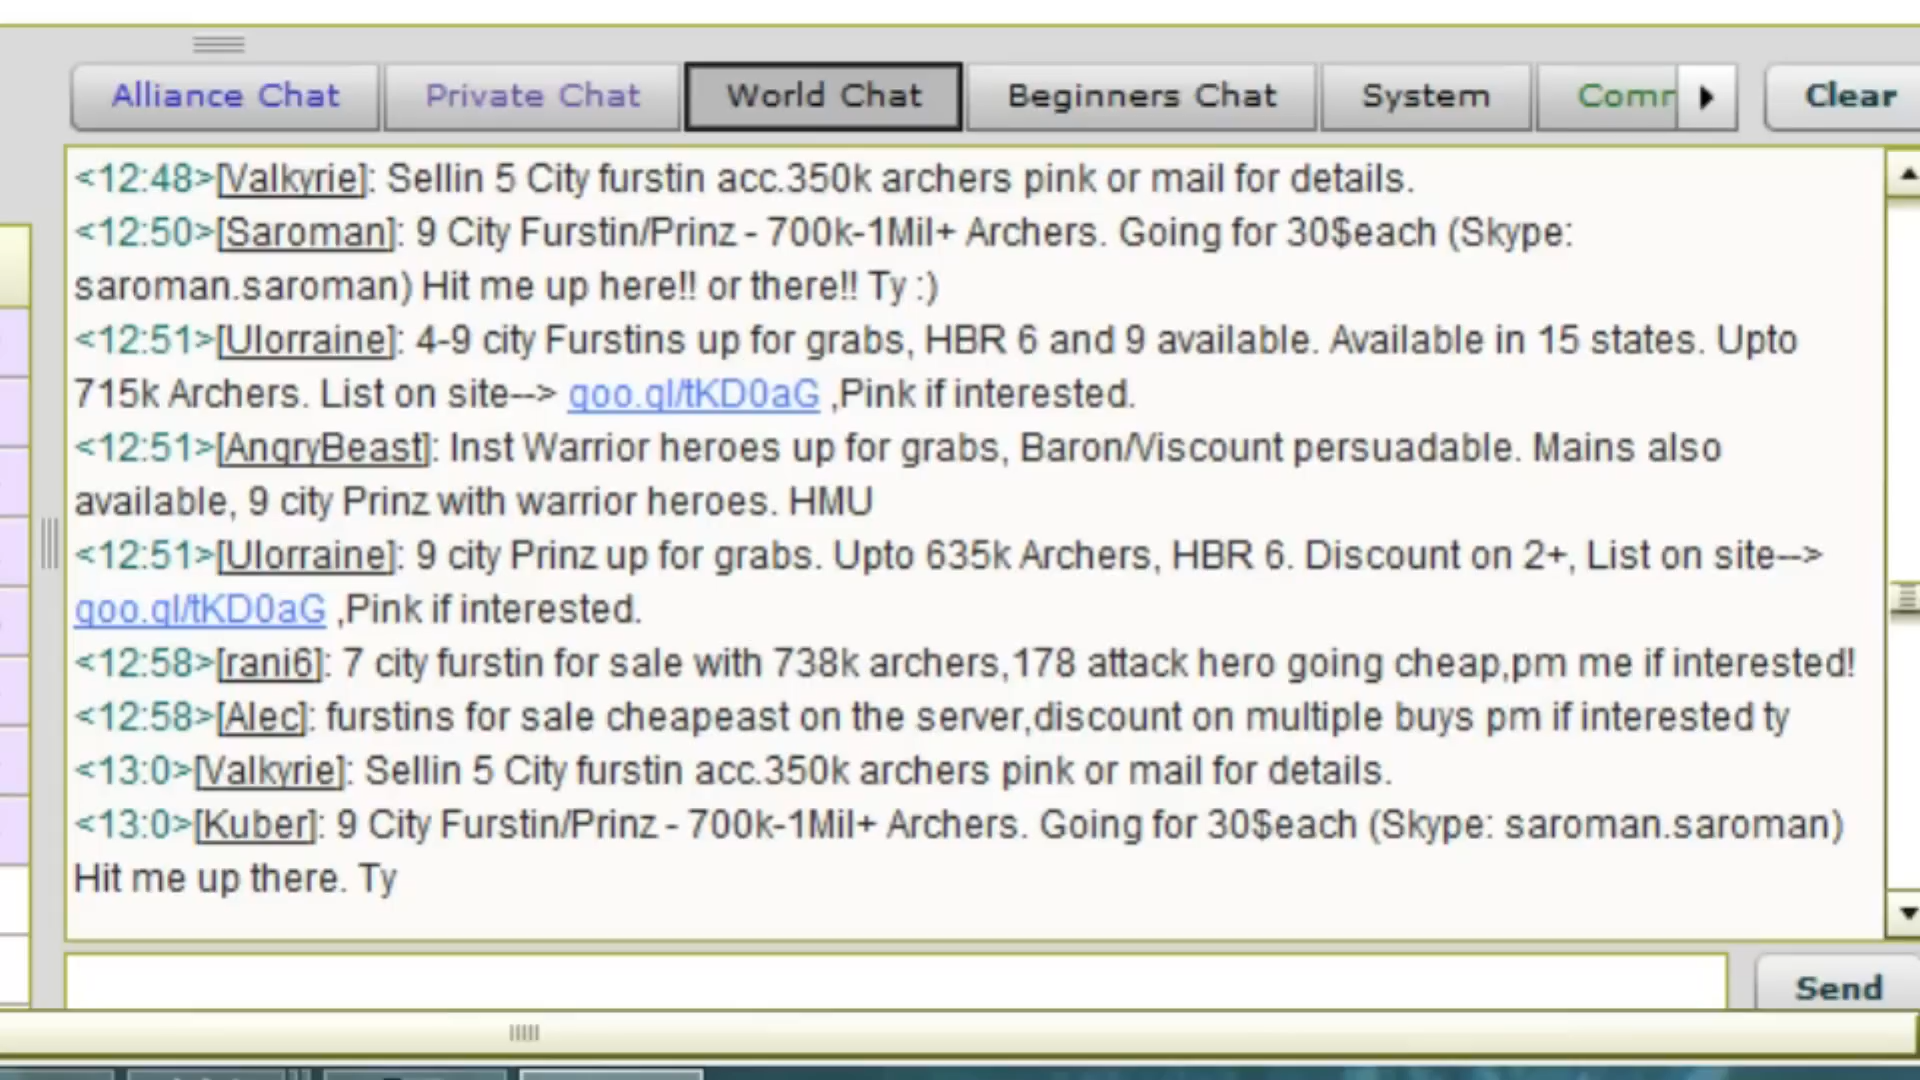 Alliance Chat Private Chat World Chat Beginners Chat System Clear
<12:48>[Valkyrie]: Sellin 5 City furstin acc.350k archers pink or mail for details.
<12:50>[Saroman]: 9 City Furstin/Prinz - 700k-1Mil+ Archers. Going for 30$each (Skype:
saroman.saroman) Hit me up here!! or there!! Ty :)
<12:51>[Ulorraine]: 4-9 city Furstins up for grabs, HBR 6 and 9 available. Available in 15 states. Upto
715k Archers. List on site--> goo.gl/tKD0aG ,Pink if interested.
<12:51>[AngryBeast]: Inst Warrior heroes up for grabs, Baron/Viscount persuadable. Mains also
available, 9 city Prinz with warrior heroes. HMU
<12:51>[Ulorraine]: 9 city Prinz up for grabs. Upto 635k Archers, HBR 6. Discount on 2+, List on site-->
goo.gl/tKD0aG ,Pink if interested.
<12:58>[rani6]: 7 city furstin for sale with 738k archers,178 attack hero going cheap,pm me if interested!
<12:58>[Alec]: furstins for sale cheapeast on the server,discount on multiple buys pm if interested ty
<13:0>[Valkyrie]: Sellin 5 City furstin acc.350k archers pink or mail for details.
<13:0>[Kuber]: 9 City Furstin/Prinz - 700k-1Mil+ Archers. Going for 30$each (Skype: saroman.saroman)
Hit me up there. Ty
Send